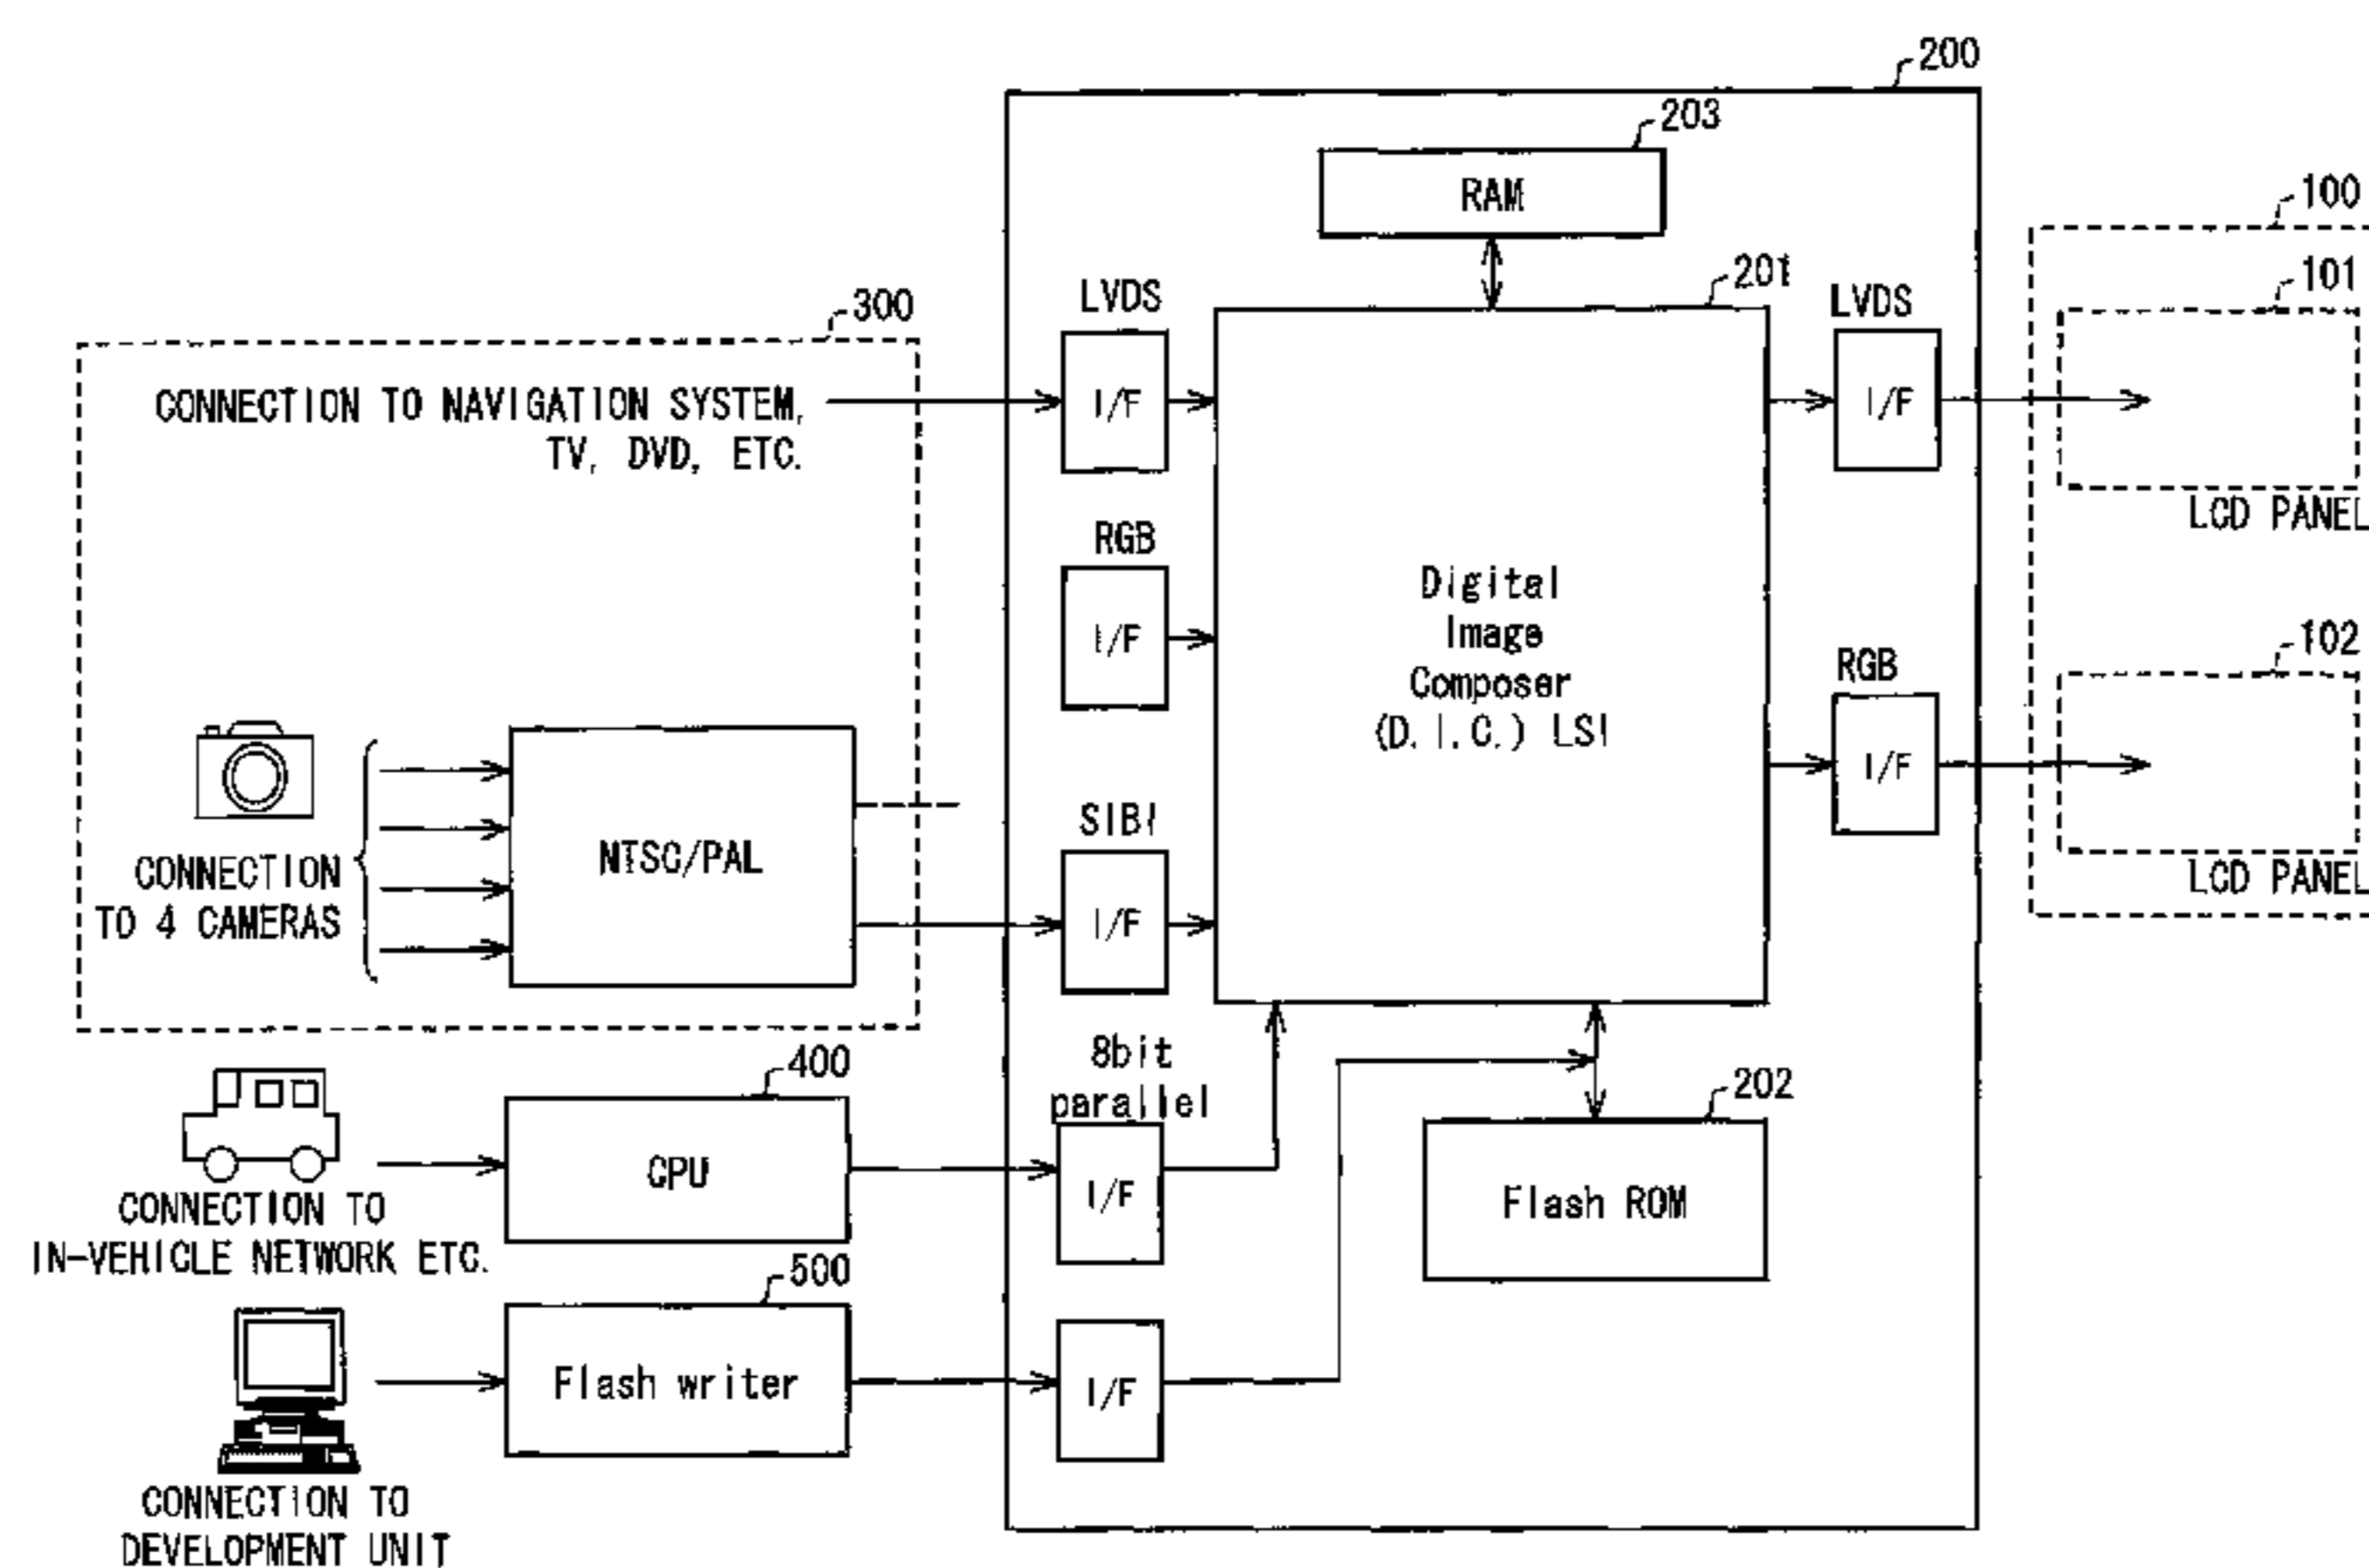 200
203
RAM
100
201
101
LVDS
LVDS
300
I/F
I/F
CONNECTION TO NAVIGATION SYSTEM,
TV, DVD, ETC.
LCD PANEL
RGB
I/F
Digital
Image
Composer
(D.I.C.) LSI
102
RGB
I/F
SIBI
NTSC/PAL
CONNECTION
TO 4 CAMERAS
I/F
LCD PANEL
8bit
parallel
400
202
CPU
I/F
Flash ROM
CONNECTION TO
IN-VEHICLE NETWORK ETC.
500
Flash writer
I/F
CONNECTION TO
DEVELOPMENT UNIT